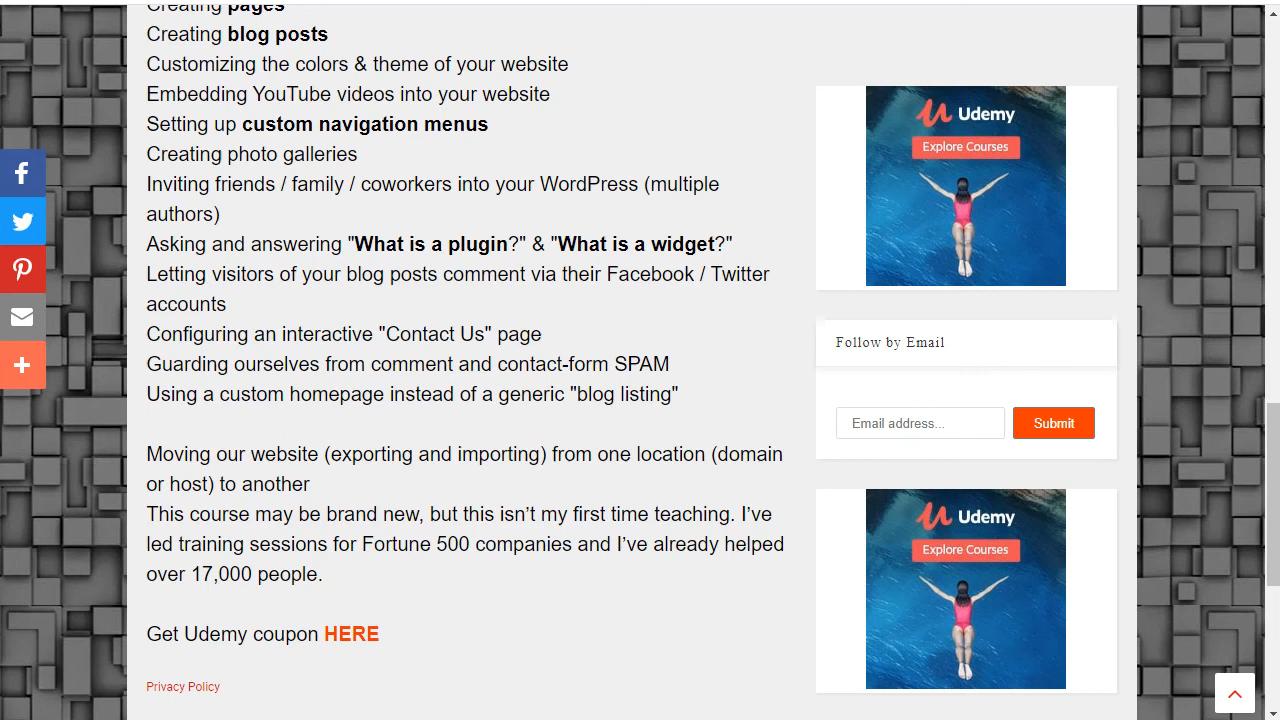 Creating pages
Creating blog posts
Customizing the colors & theme of your website
Embedding YouTube videos into your website
Setting up custom navigation menus
Creating photo galleries
Inviting friends / family / coworkers into your WordPress (multiple
authors)
Asking and answering "What is a plugin?" & "What is a widget?"
Letting visitors of your blog posts comment via their Facebook / Twitter
accounts
Configuring an interactive "Contact Us" page
Guarding ourselves from comment and contact-form SPAM
Using a custom homepage instead of a generic "blog listing"
Moving our website (exporting and importing) from one location (domain
or host) to another
This course may be brand new, but this isn’t my first time teaching. I’ve
led training sessions for Fortune 500 companies and I’ve already helped
over 17,000 people.
Get Udemy coupon HERE
Privacy Policy
Udemy
Explore Courses
Follow by Email
Email address...
Submit
Udemy
Explore Courses